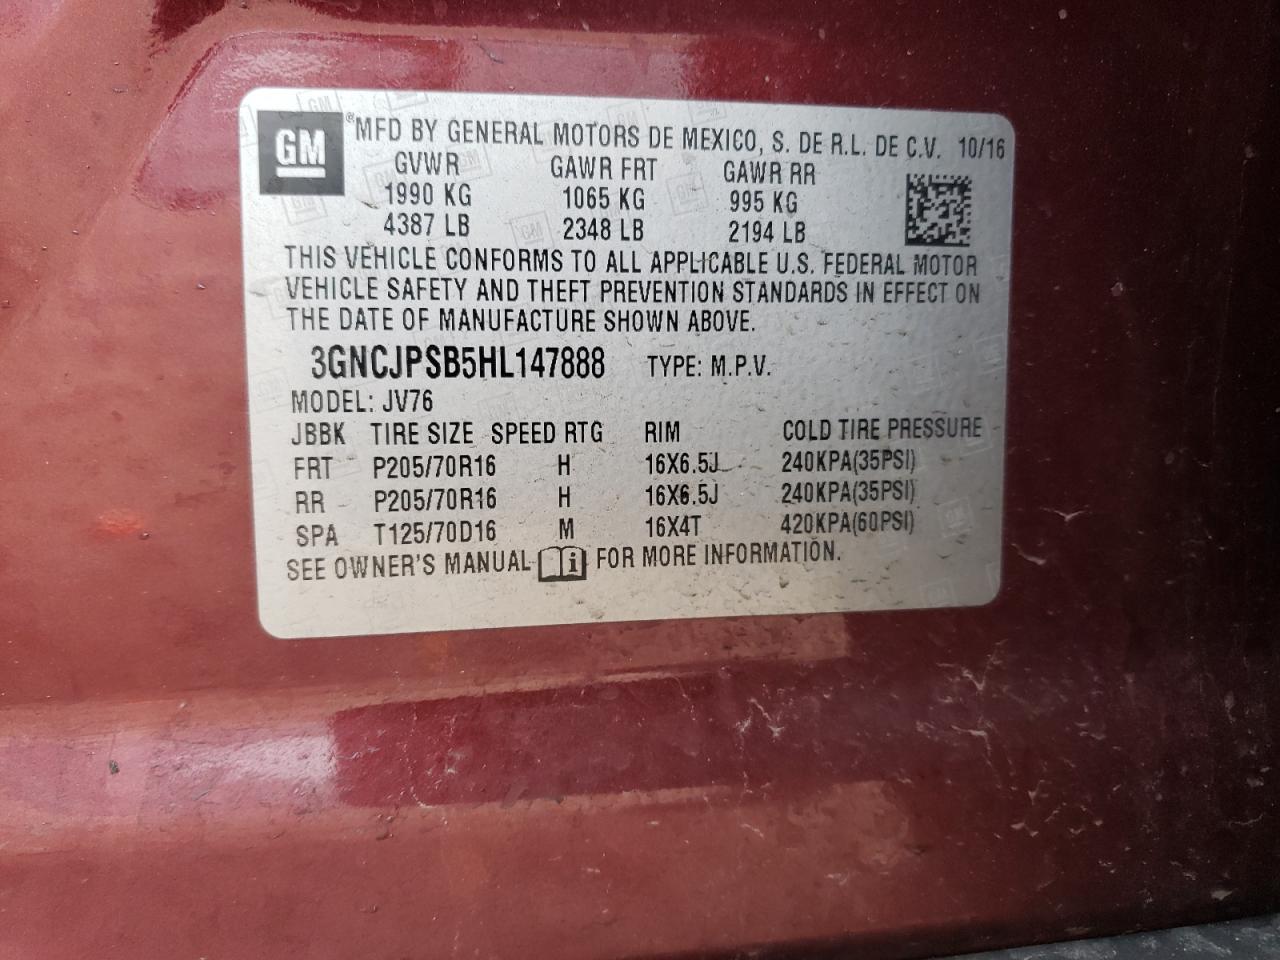 GM ®MFD BY GENERAL MOTORS DE MEXICO, S. DE R.L. DE C.V. 10/16
GVWR GAWR FRT GAWR RR
1990 KG 1065 KG 995 KG
4387 LB 2348 LB 2194 LB
THIS VEHICLE CONFORMS TO ALL APPLICABLE U.S. FEDERAL MOTOR
VEHICLE SAFETY AND THEFT PREVENTION STANDARDS IN EFFECT ON
THE DATE OF MANUFACTURE SHOWN ABOVE.
3GNCJPSB5HL147888 TYPE: M.P.V.
MODEL: JV76
JBBK TIRE SIZE SPEED RTG RIM COLD TIRE PRESSURE
FRT P205/70R16 H 16X6.5J 240KPA(35PSI)
RR P205/70R16 H 16X6.5J 240KPA(35PSI)
SPA T125/70D16 M 16X4T 420KPA(60PSI)
SEE OWNER'S MANUAL i FOR MORE INFORMATION.